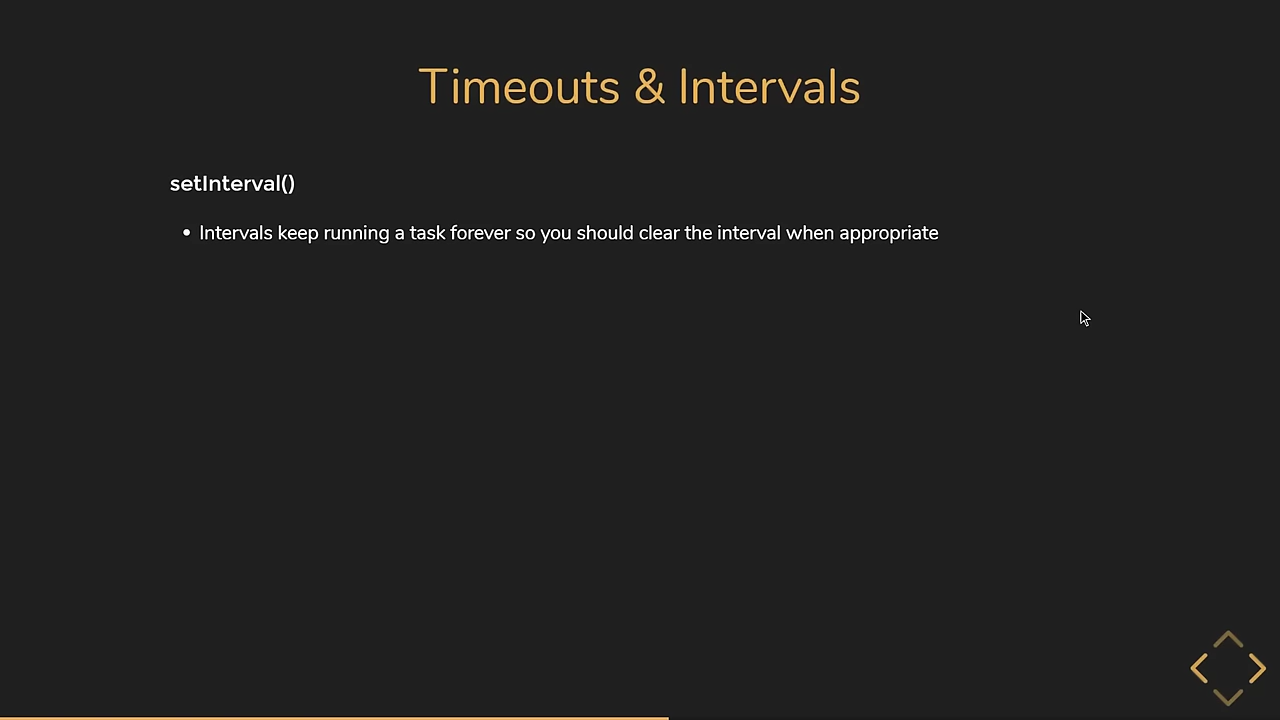 Timeouts & Intervals
setInterval()
• Intervals keep running a task forever so you should clear the interval when appropriate